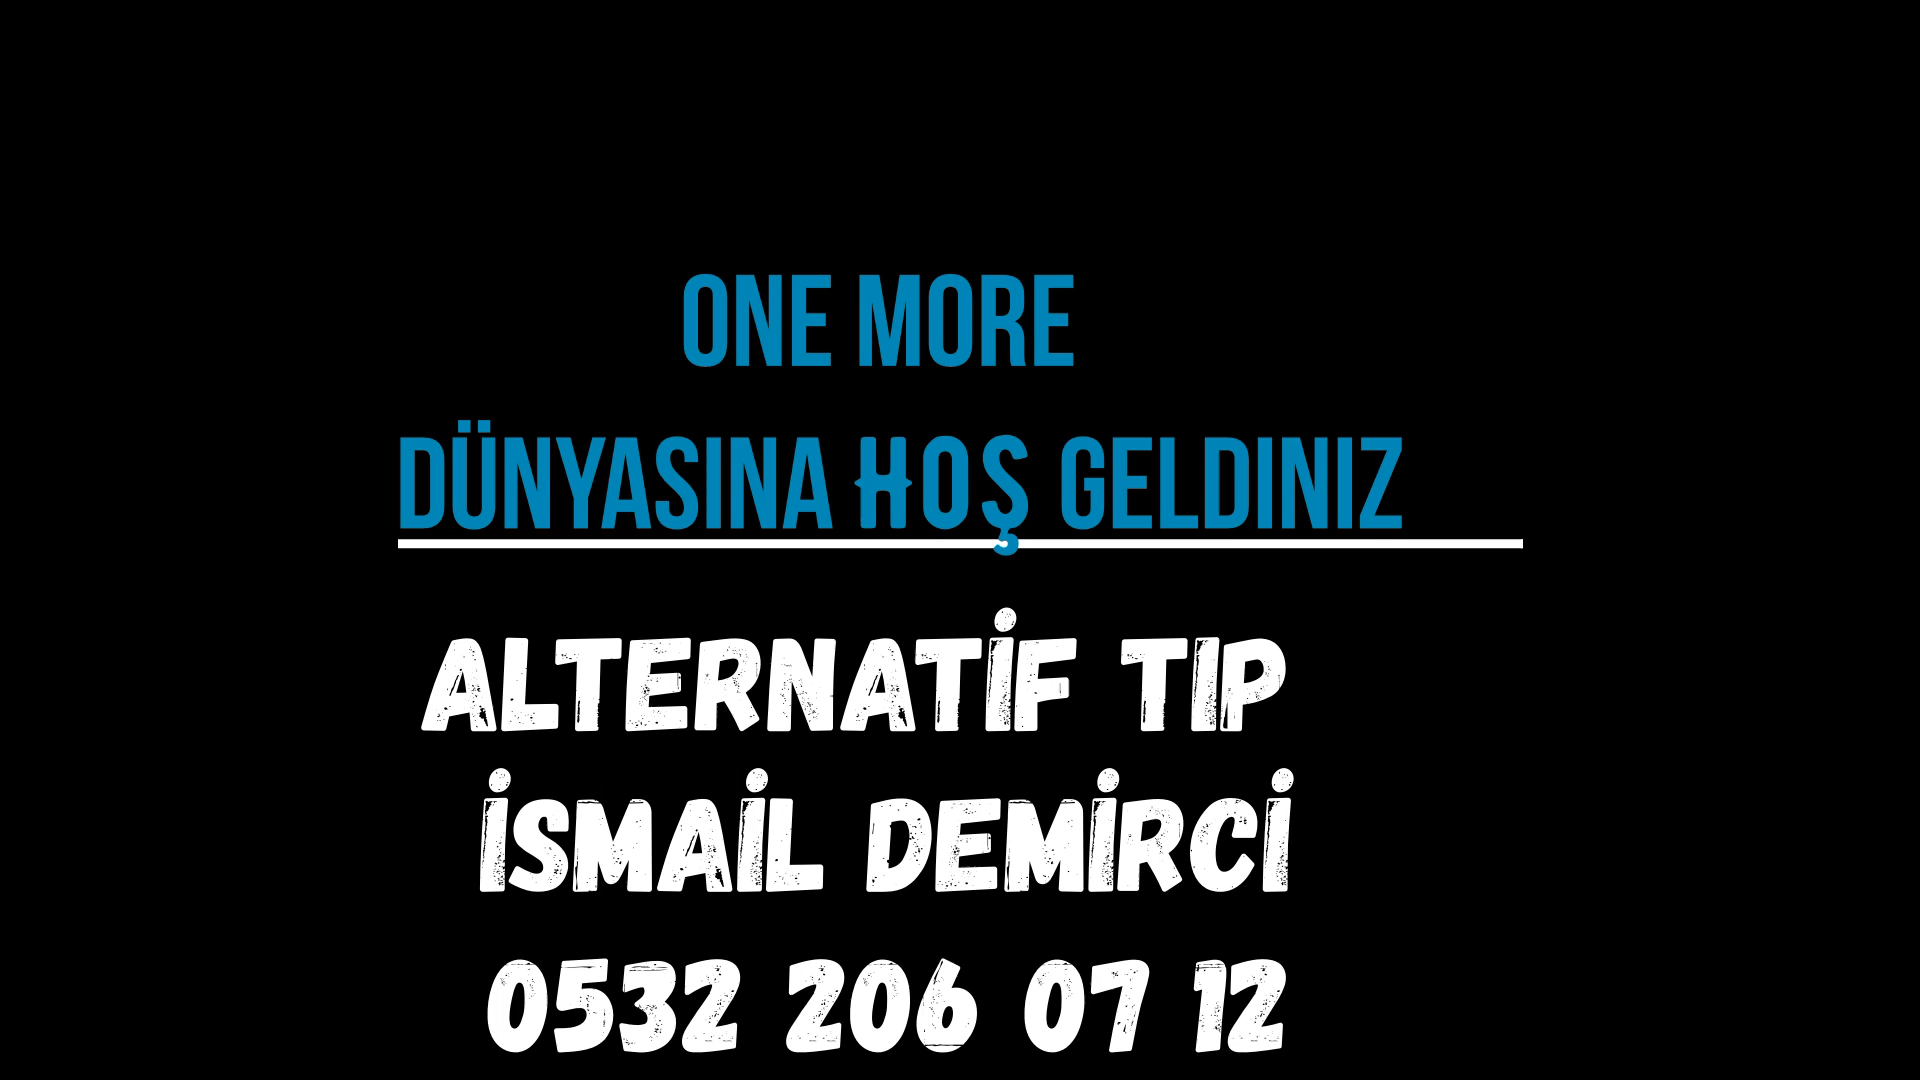 ONE MORE
DÜNYASINA HOŞ GELDINIZ
ALTERNATİF TIP
İSMAİL DEMİRCİ
0532 206 07 12